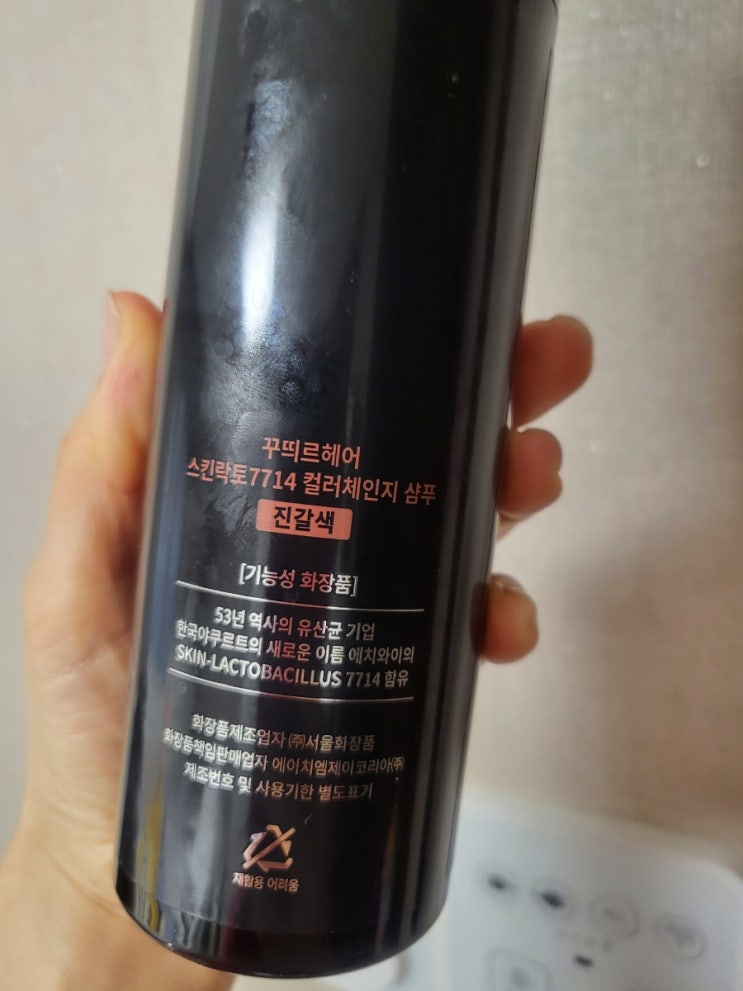 꾸띄르헤어
스킨락토7714 컬러체인지 샴푸
진갈색
[기능성 화장품]
53년 역사의 유산균 기업
한국야쿠르트의 새로운 이름 에치와이의
SKIN-LACTOBACILLUS 7714 함유
화장품제조업자 ㈜서울화장품
화장품책임판매업자 에이치엠제이코리아㈜
제조번호 및 사용기한 별도표기
재활용 어려움